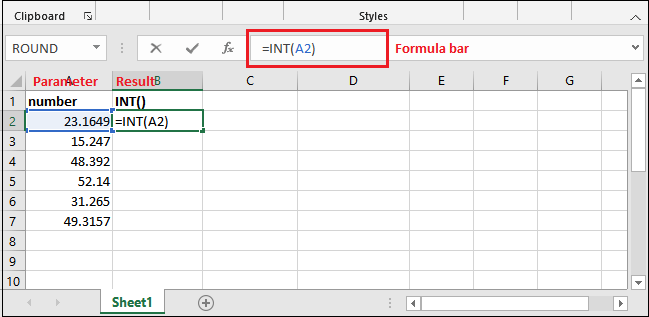 Clipboard Styles
ROUND fx =INT(A2) Formula bar
Parameter Result
A B C D E F G
1 number INT()
2 23.1649 =INT(A2)
3 15.247
4 48.392
5 52.14
6 31.265
7 49.3157
8
9
10
Sheet1